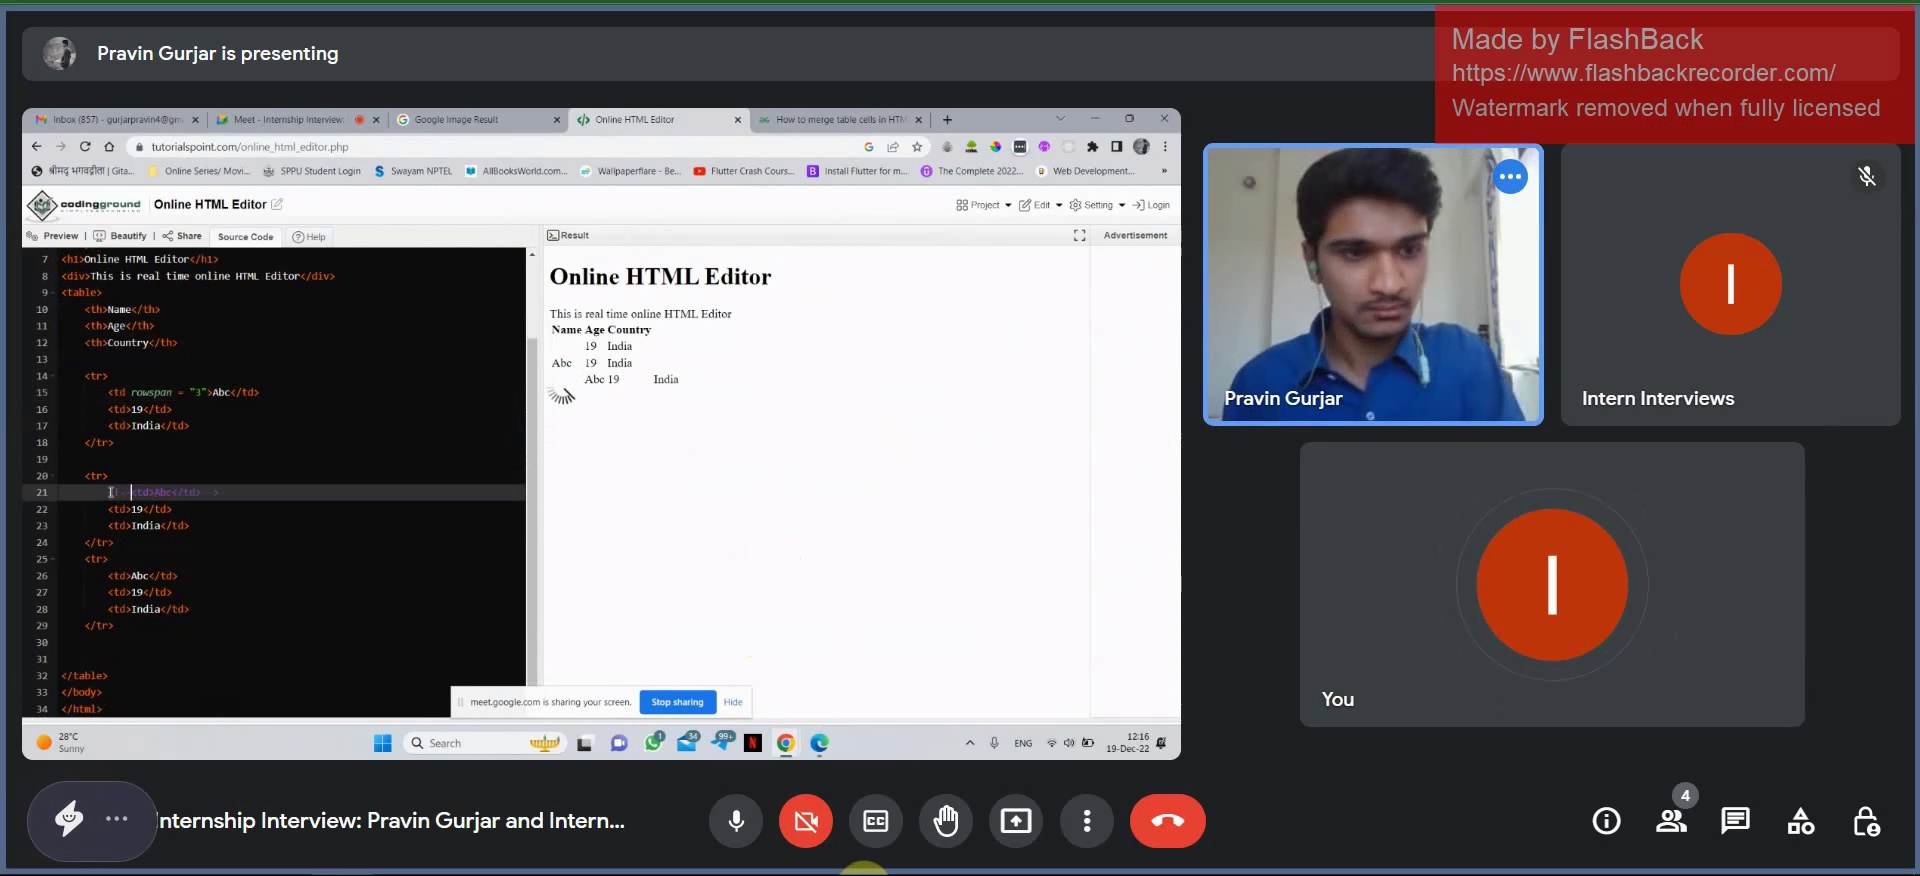 Pravin Gurjar is presenting
Made by FlashBack
https://www.flashbackrecorder.com/
Watermark removed when fully licensed
Inbox (857) - gurjarpravin4@gm
Meet - Internship Interview:
Google Image Result
Online HTML Editor
How to merge table cells in HTM
tutorialspoint.com/online_html_editor.php
श्रीमद् भगवद्गीता | Gita...
Online Series/ Movi...
SPPU Student Login
Swayam NPTEL
AllBooksWorld.com...
Wallpaperflare - Be...
Flutter Crash Cours...
Install Flutter for m...
The Complete 2022...
Web Development...
»
codingground
Online HTML Editor
Project
Edit
Setting
Login
Preview
Beautify
Share
Source Code
Help
Result
Advertisement
7 <h1>Online HTML Editor</h1>
8 <div>This is real time online HTML Editor</div>
9 <table>
10 <th>Name</th>
11 <th>Age</th>
12 <th>Country</th>
13
14 <tr>
15 <td rowspan = "3">Abc</td>
16 <td>19</td>
17 <td>India</td>
18 </tr>
19
20 <tr>
21 <td>Abc</td>-->
22 <td>19</td>
23 <td>India</td>
24 </tr>
25 <tr>
26 <td>Abc</td>
27 <td>19</td>
28 <td>India</td>
29 </tr>
30
31
32 </table>
33 </body>
34 </html>
Online HTML Editor
This is real time online HTML Editor
Name Age Country
19 India
Abc 19 India
Abc 19 India
meet.google.com is sharing your screen.
Stop sharing
Hide
28°C
Sunny
Search
1
34
99+
N
ENG
12:16
19-Dec-22
Pravin Gurjar
I
Intern Interviews
I
You
Internship Interview: Pravin Gurjar and Intern...
4